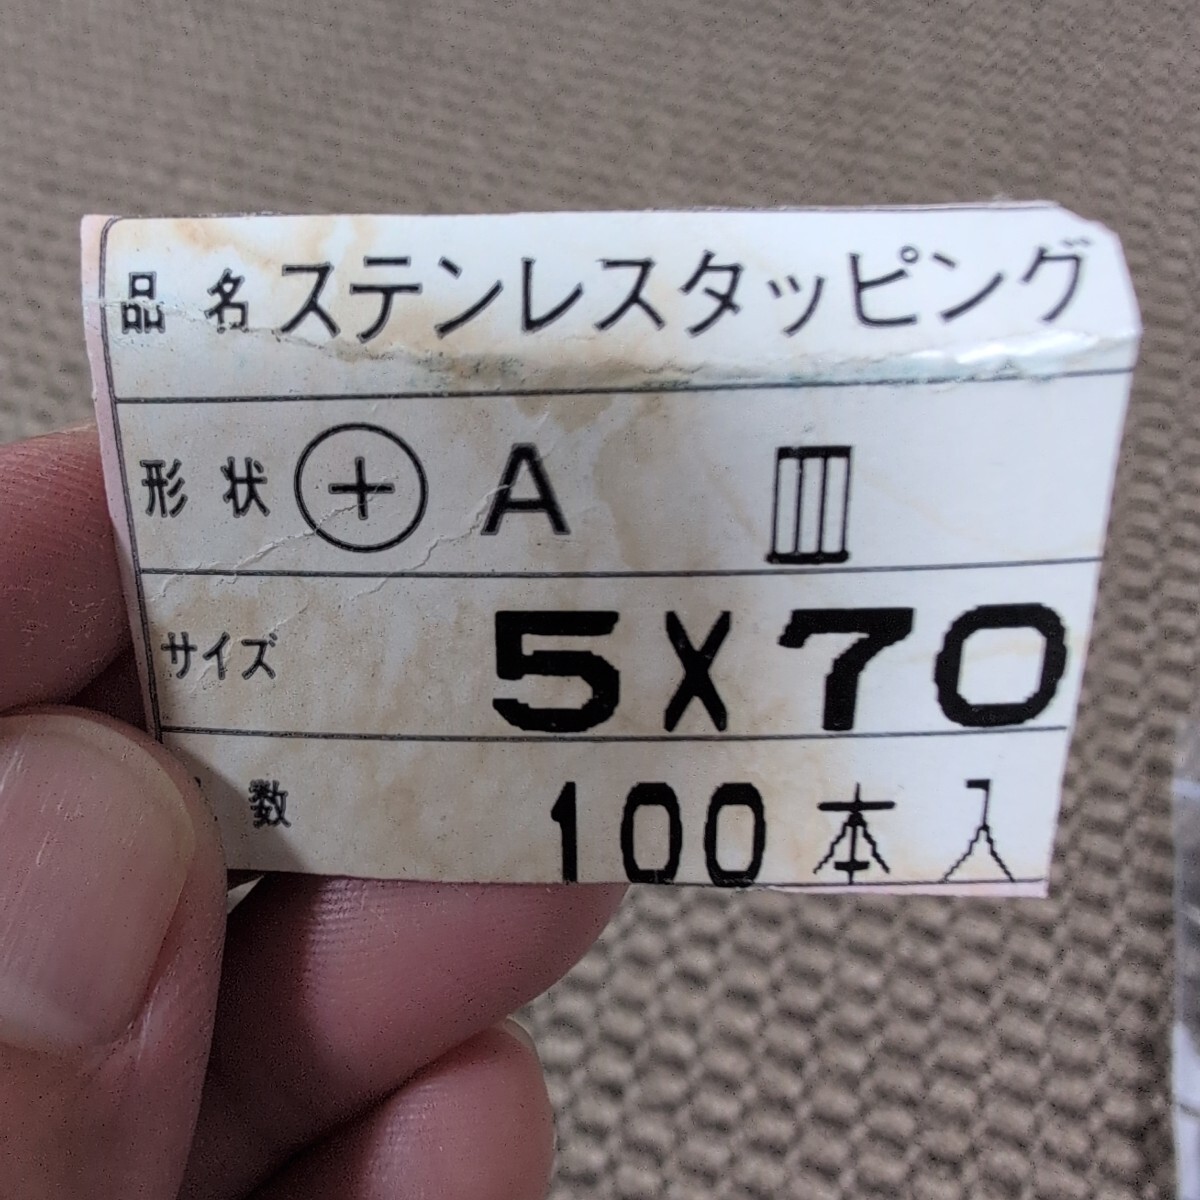 品名 ステンレスタッピング
形状 ⊕ A Ⅲ
サイズ 5X70
数 100本入